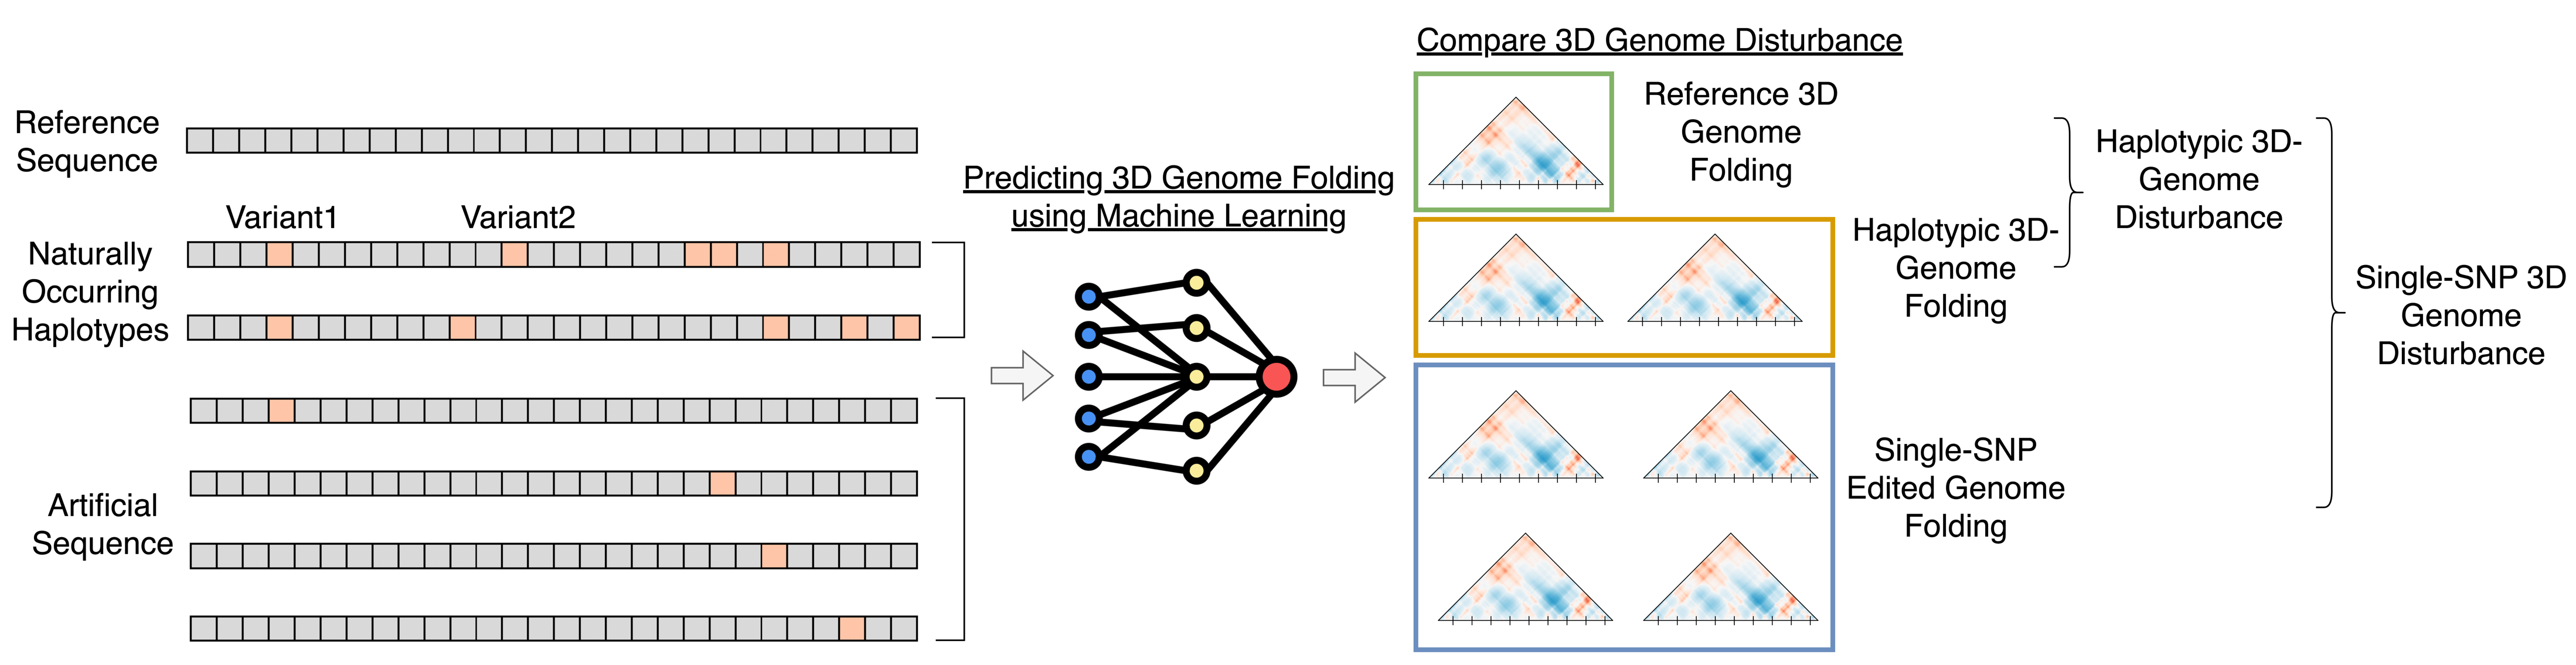 Reference
Sequence
Variant1
Variant2
Naturally
Occurring
Haplotypes
Artificial
Sequence
Predicting 3D Genome Folding
using Machine Learning
Compare 3D Genome Disturbance
Reference 3D
Genome
Folding
Haplotypic 3D-
Genome
Folding
Single-SNP
Edited Genome
Folding
Haplotypic 3D-
Genome
Disturbance
Single-SNP 3D
Genome
Disturbance